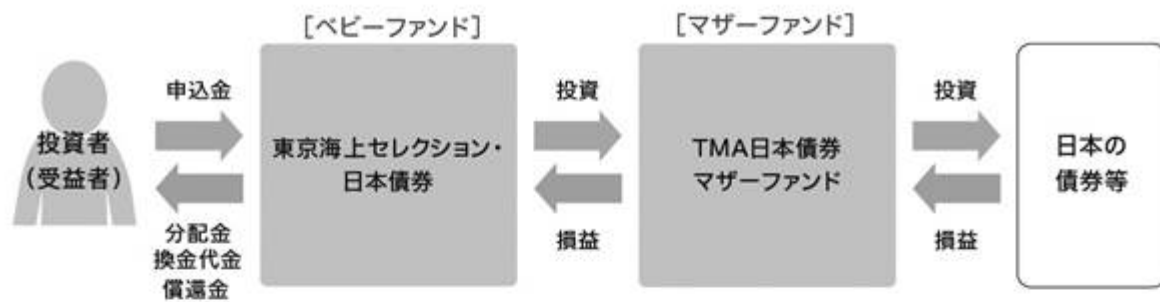 [ベビーファンド]
[マザーファンド]
投資者
(受益者)
申込金
分配金
換金代金
償還金
東京海上セレクション・
日本債券
投資
損益
TMA日本債券
マザーファンド
投資
損益
日本の
債券等